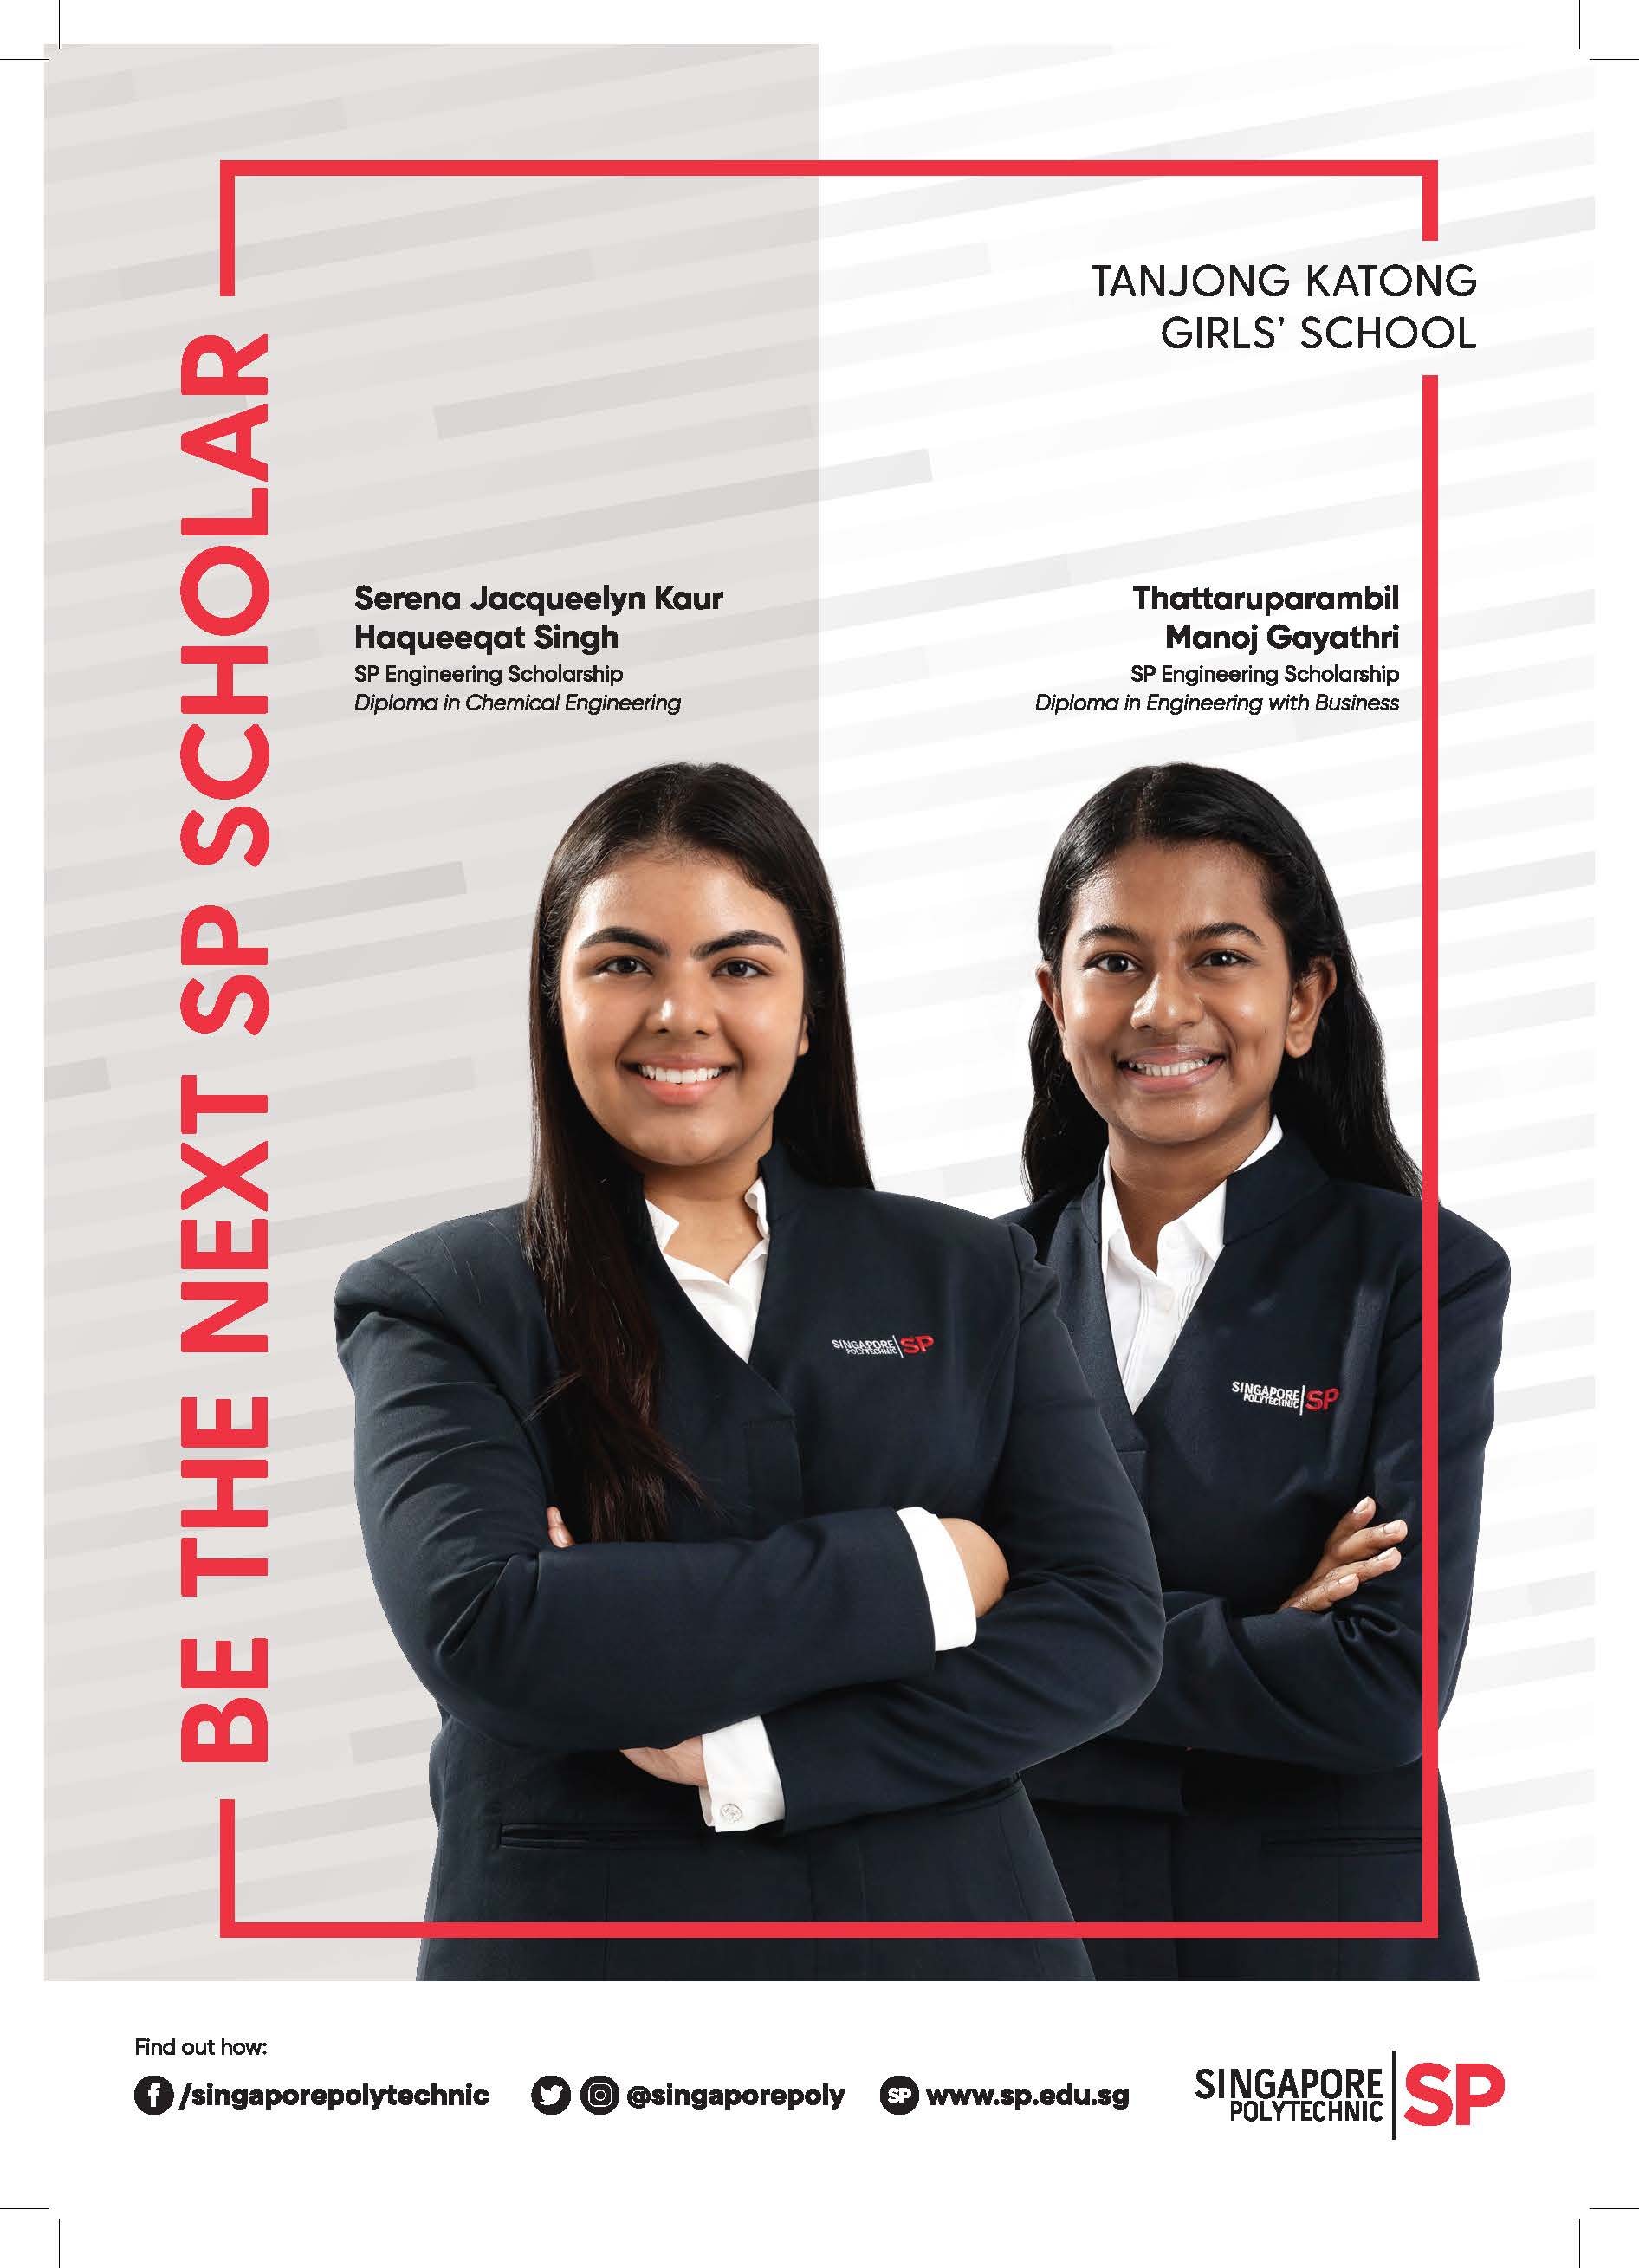 TANJONG KATONG
GIRLS' SCHOOL
BE THE NEXT SP SCHOLAR
Serena Jacqueelyn Kaur
Haqueeqat Singh
SP Engineering Scholarship
Diploma in Chemical Engineering
Thattaruparambil
Manoj Gayathri
SP Engineering Scholarship
Diploma in Engineering with Business
SINGAPORE
POLYTECHNIC
SP
SINGAPORE
POLYTECHNIC
SP
Find out how:
/singaporepolytechnic
@singaporepoly
SP www.sp.edu.sg
SINGAPORE
POLYTECHNIC
SP